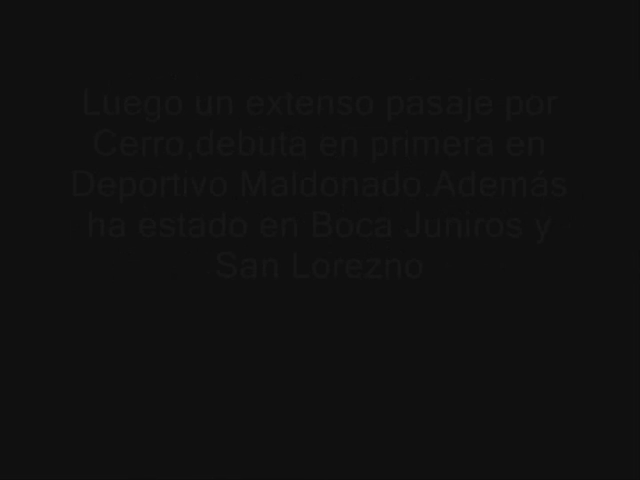 Luego un extenso pasaje por
Cerro,debuta en primera en
Deportivo Maldonado.Además
ha estado en Boca Juniros y
San Lorezno